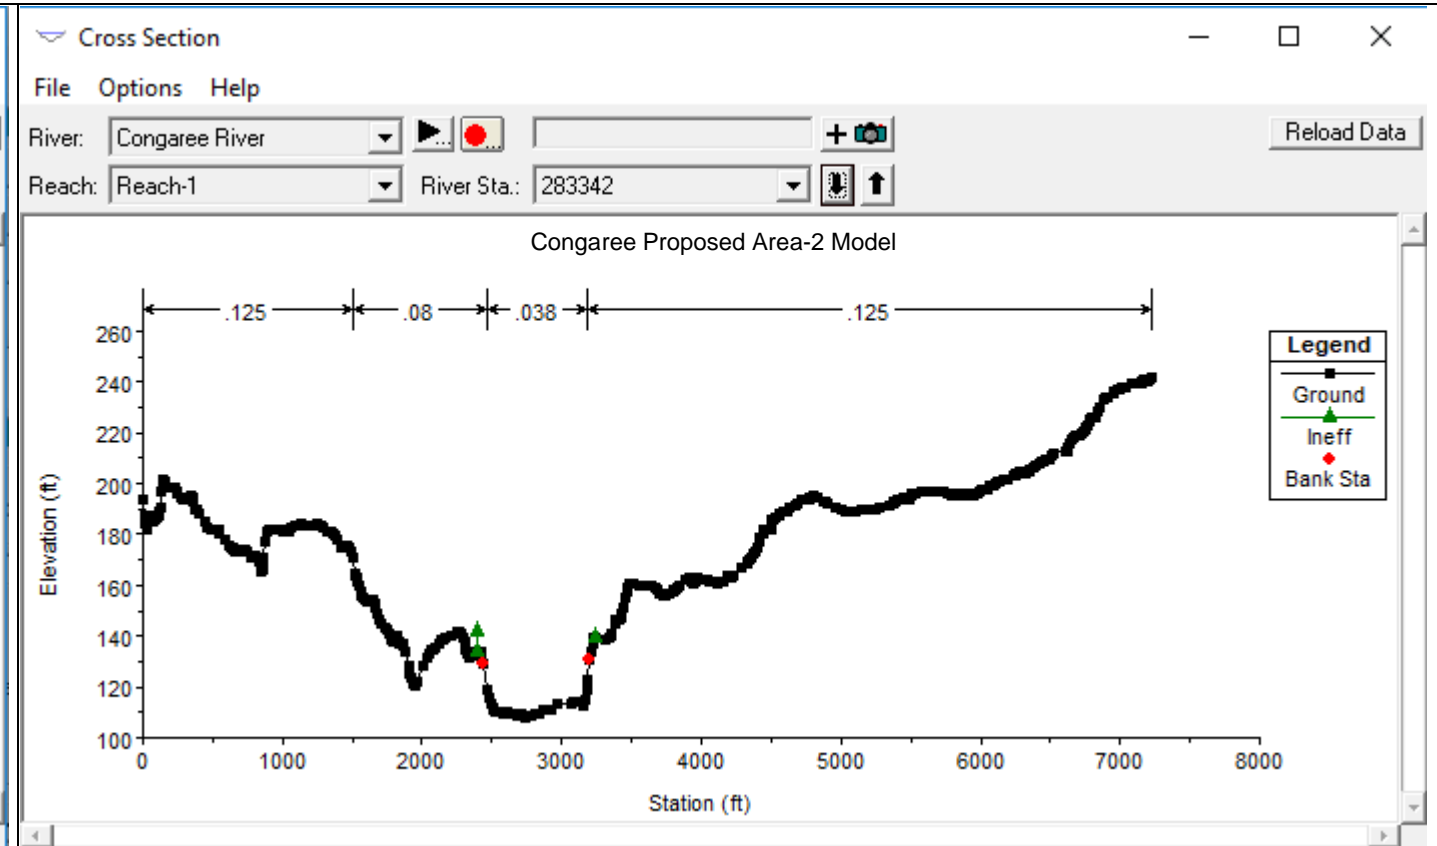 Cross Section
File Options Help
River: Congaree River ... ... + Reload Data
Reach: Reach-1 River Sta.: 283342
Congaree Proposed Area-2 Model
.125 .08 .038 .125
260
240
220
200
180
160
140
120
100
Elevation (ft)
0 1000 2000 3000 4000 5000 6000 7000 8000
Station (ft)
Legend
Ground
Ineff
Bank Sta